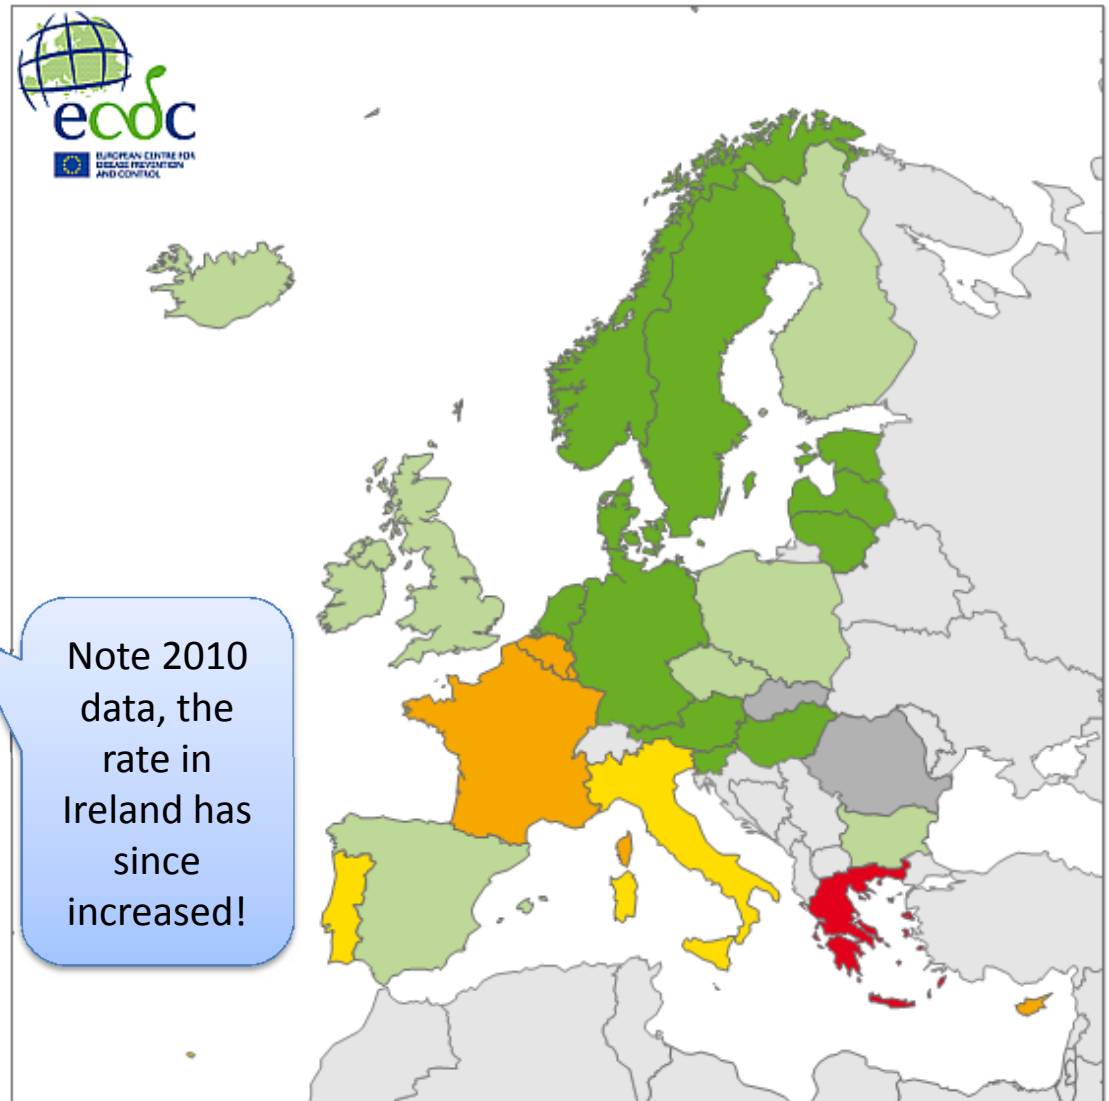 ecdc
EUROPEAN CENTRE FOR
DISEASE PREVENTION
AND CONTROL
Note 2010
data, the
rate in
Ireland has
since
increased!